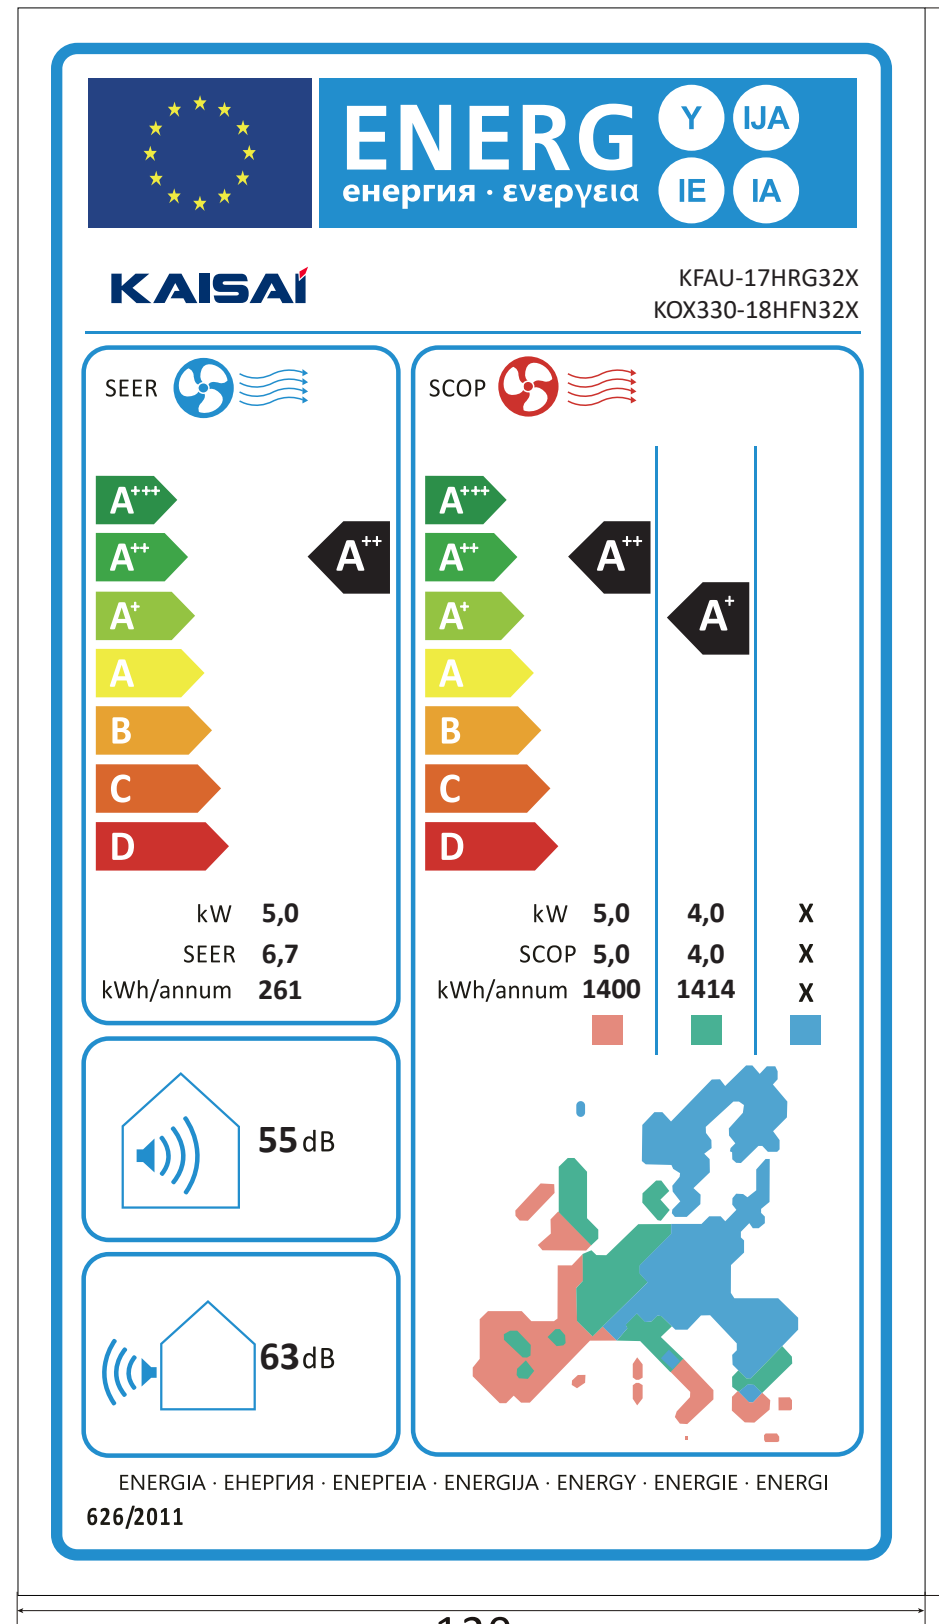 ENERG
енергия · ενεργεια
Y IJA
IE IA
KAISAI
KFAU-17HRG32X
KOX330-18HFN32X
SEER
A+++
A++
A+
A
B
C
D
A++
kW 5,0
SEER 6,7
kWh/annum 261
SCOP
A+++
A++
A+
A
B
C
D
A++
A+
kW 5,0 4,0 X
SCOP 5,0 4,0 X
kWh/annum 1400 1414 X
55 dB
63 dB
ENERGIA · ЕНЕРГИЯ · ΕΝΕΡΓΕΙΑ · ENERGIJA · ENERGY · ENERGIE · ENERGI
626/2011